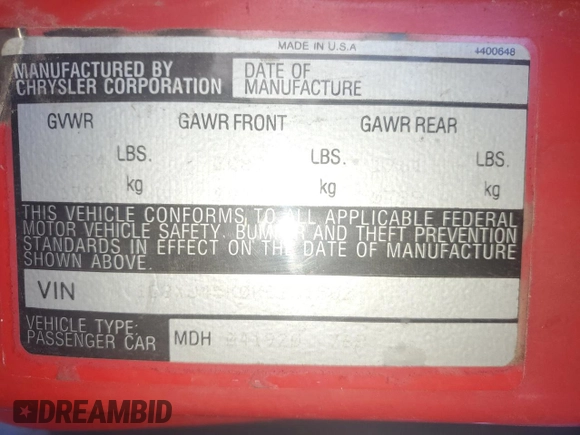 MADE IN U.S.A 4400648
MANUFACTURED BY CHRYSLER CORPORATION
DATE OF MANUFACTURE
GVWR GAWR FRONT GAWR REAR
LBS. LBS. LBS.
kg kg kg
THIS VEHICLE CONFORMS TO ALL APPLICABLE FEDERAL
MOTOR VEHICLE SAFETY, BUMPER AND THEFT PREVENTION
STANDARDS IN EFFECT ON THE DATE OF MANUFACTURE
SHOWN ABOVE.
VIN
VEHICLE TYPE: PASSENGER CAR
MDH
DREAMBID